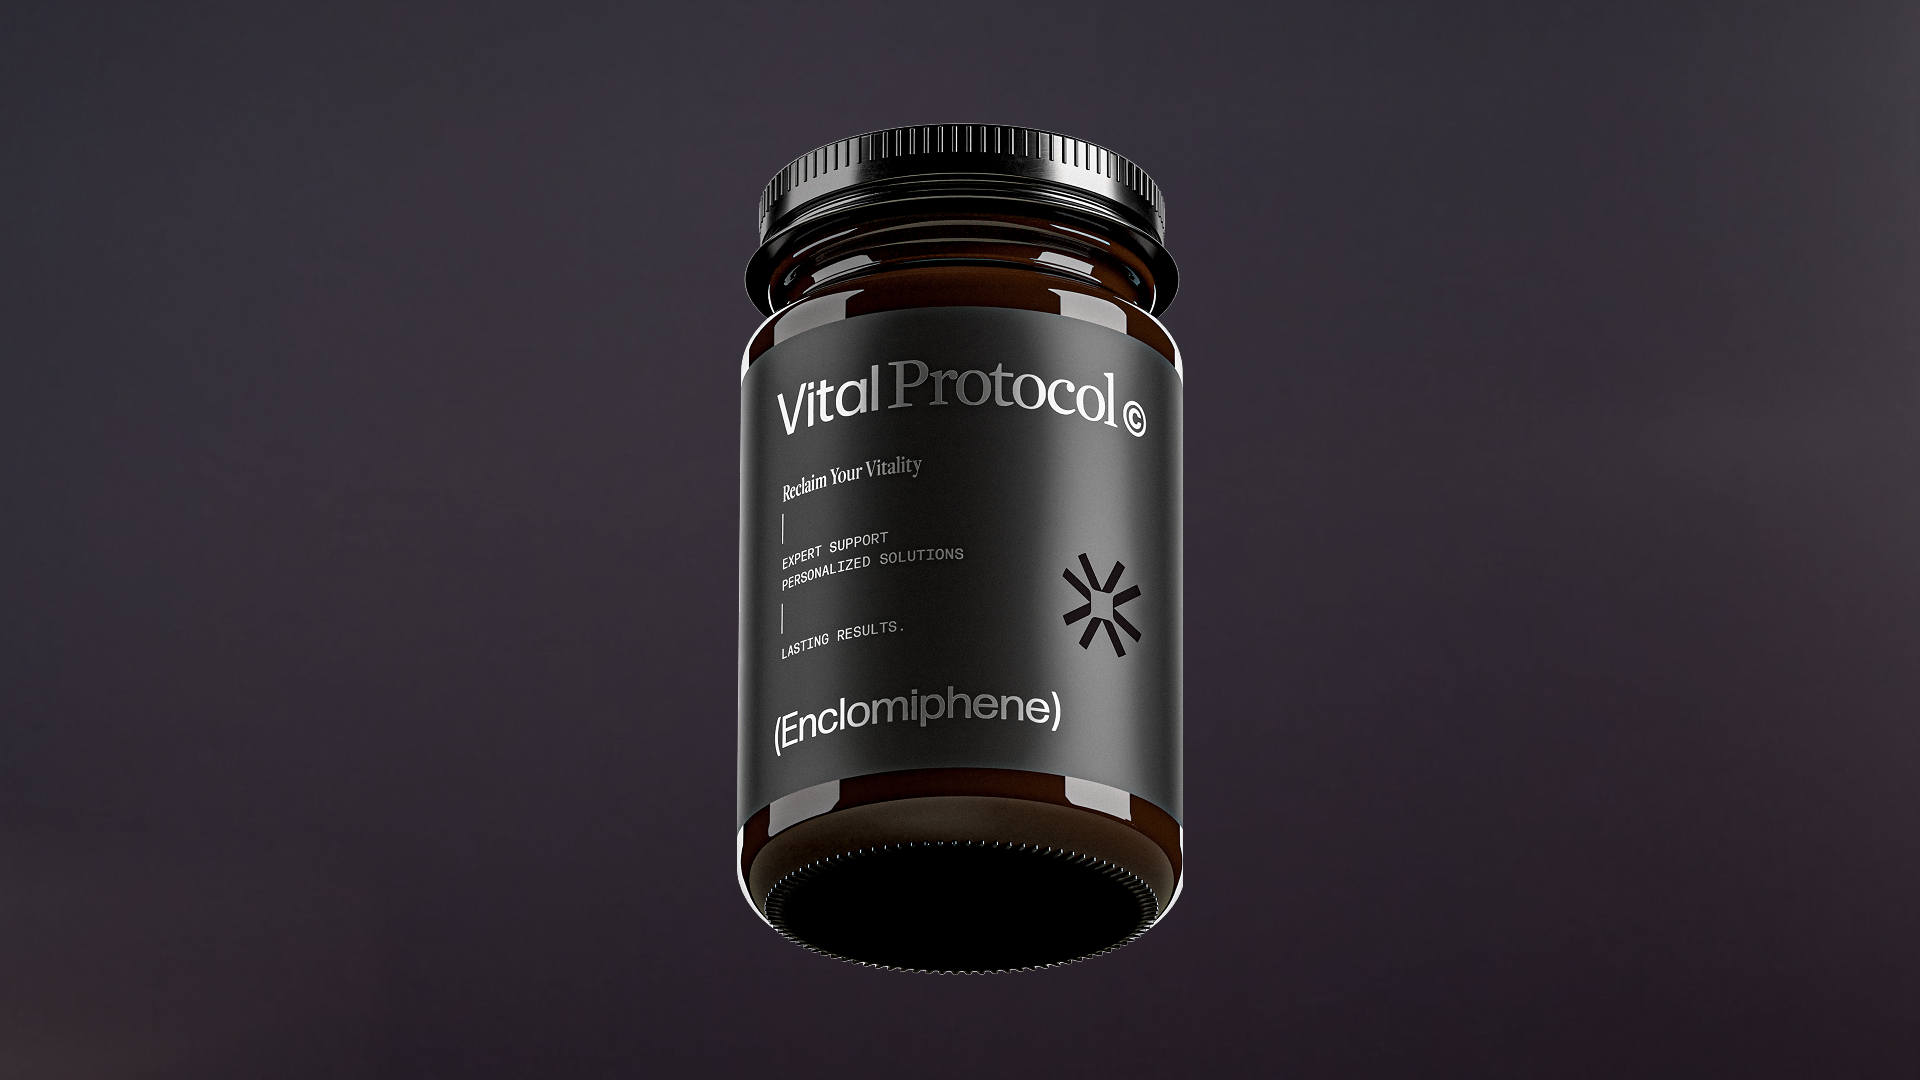 Vital Protocol ©
Reclaim Your Vitality
EXPERT SUPPORT
PERSONALIZED SOLUTIONS
LASTING RESULTS.
(Enclomiphene)